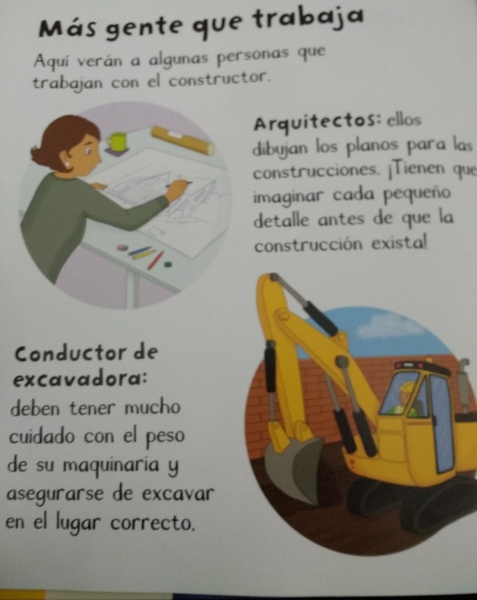 Más gente que trabaja
Aquí verán a algunas personas que
trabajan con el constructor.
Arquitectos: ellos
dibujan los planos para las
construcciones. ¡Tienen que
imaginar cada pequeño
detalle antes de que la
construcción exista!
Conductor de
excavadora:
deben tener mucho
cuidado con el peso
de su maquinaria y
asegurarse de excavar
en el lugar correcto.